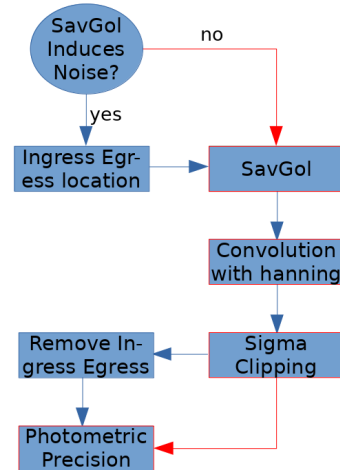 SavGol
Induces
Noise?
no
yes
Ingress Egr-
ess location
SavGol
Convolution
with hanning
Remove In-
gress Egress
Sigma
Clipping
Photometric
Precision